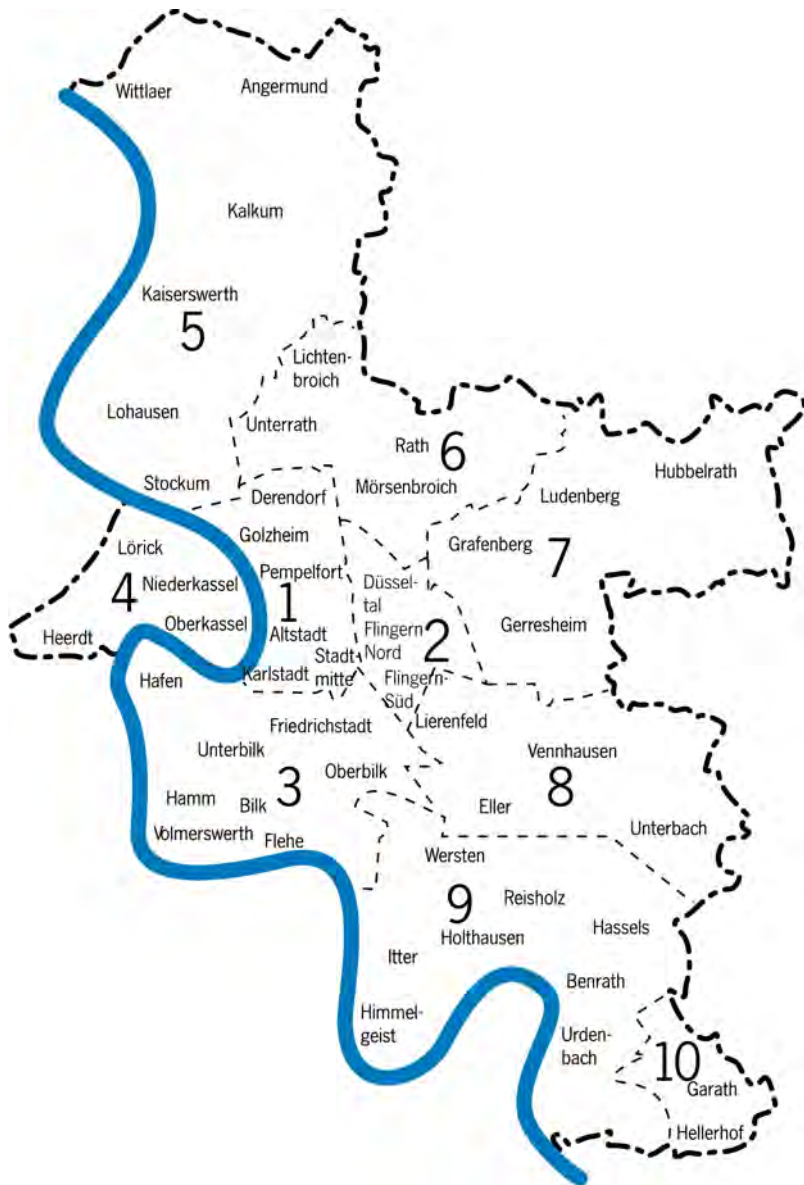 Wittlaer
Angermund
Kalkum
Kaiserswerth
5
Lichten-
broich
Lohausen
Unterrath
Rath
6
Hubbelrath
Stockum
Derendorf
Mörsenbroich
Ludenberg
Golzheim
Grafenberg
7
Lörick
Pempelfort
4
Niederkassel
1
Düssel-
tal
Oberkassel
Altstadt
Flingern
Nord
2
Gerresheim
Heerdt
Hafen
Karlstadt
Stadt
mitte
Flingern-
Süd
Friedrichstadt
Lierenfeld
Unterbilk
Vennhausen
Oberbilk
3
8
Hamm
Bilk
Eller
Volmerswerth
Flehe
Unterbach
Wersten
9
Reisholz
Hassels
Holthausen
Itter
Benrath
Himmel-
geist
Urden-
bach
10
Garath
Hellerhof